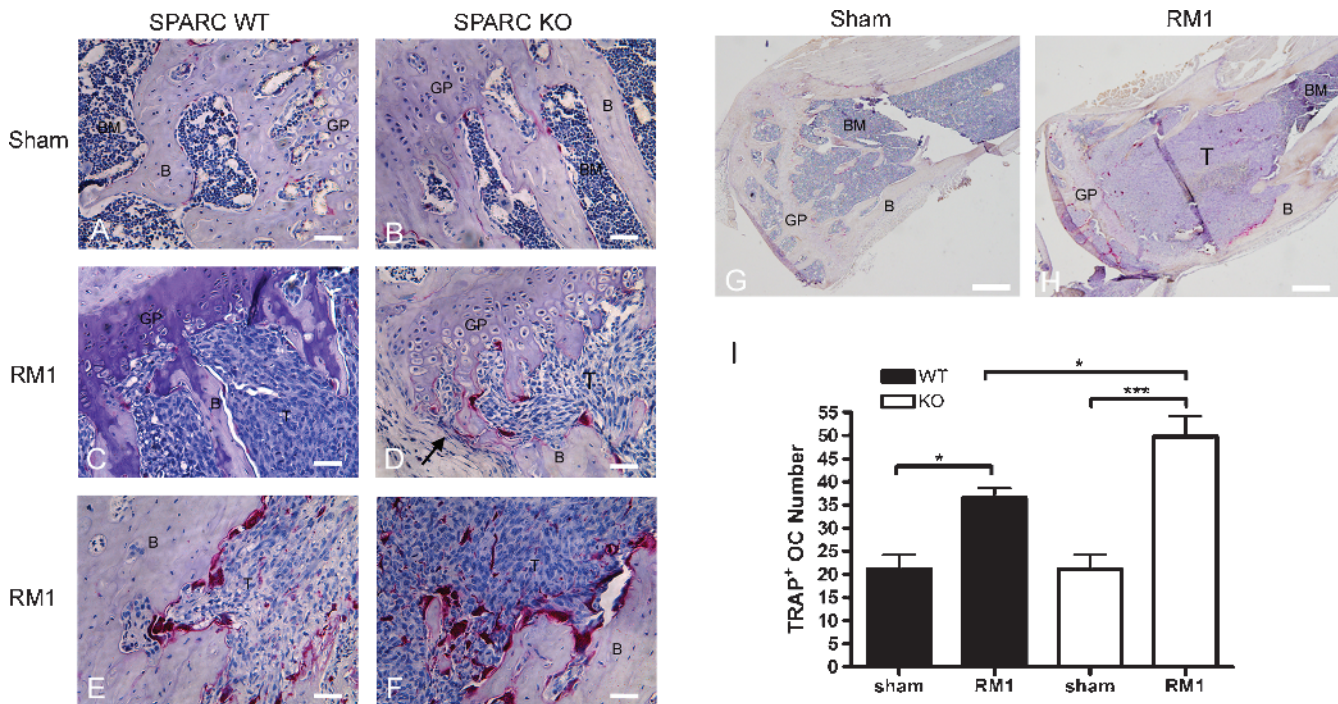 SPARC WT
SPARC KO
Sham
BM
B
GP
A
GP
B
BM
B
RM1
GP
B
T
C
GP
T
B
D
RM1
B
T
E
T
B
F
Sham
RM1
BM
GP
B
G
BM
T
GP
B
H
I
WT
KO
*
*
***
TRAP+ OC Number
55
50
45
40
35
30
25
20
15
10
5
0
sham
RM1
sham
RM1